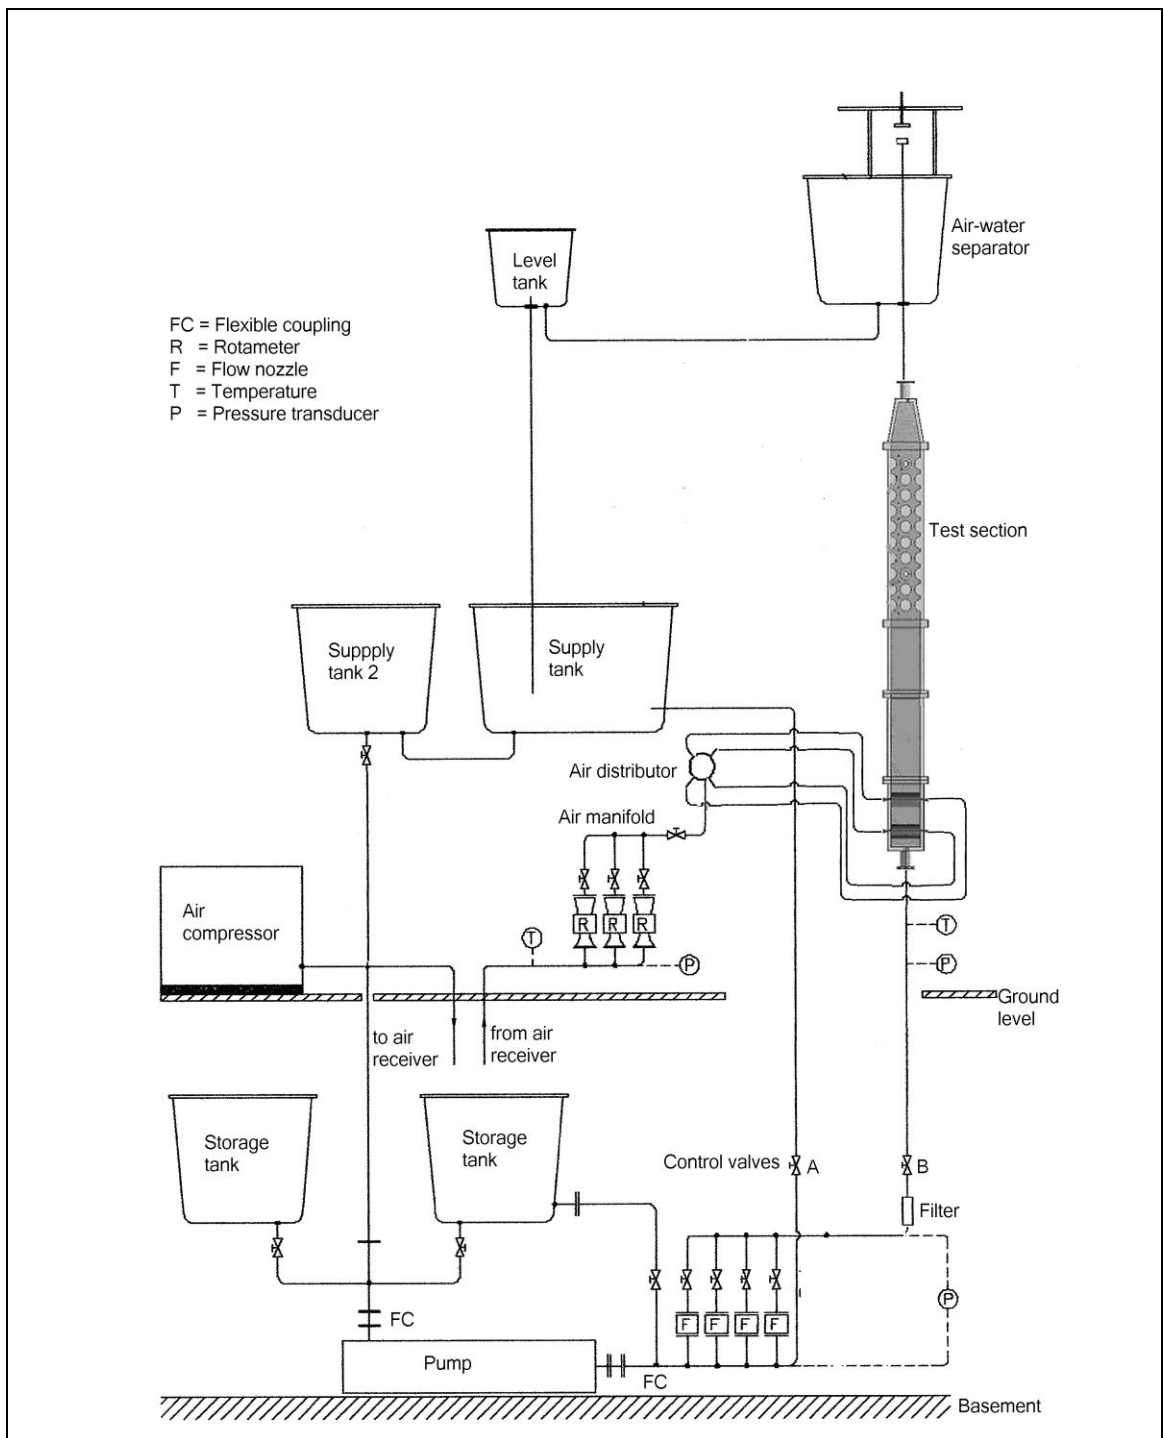 Air-water
separator
Level
tank
FC = Flexible coupling
R = Rotameter
F = Flow nozzle
T = Temperature
P = Pressure transducer
Test section
Suppply
tank 2
Supply
tank
Air distributor
Air manifold
Air
compressor
R
R
R
T
P
T
P
Ground
level
to air
receiver
from air
receiver
Storage
tank
Storage
tank
Control valves
A
B
Filter
FC
F
F
F
F
P
Pump
FC
Basement